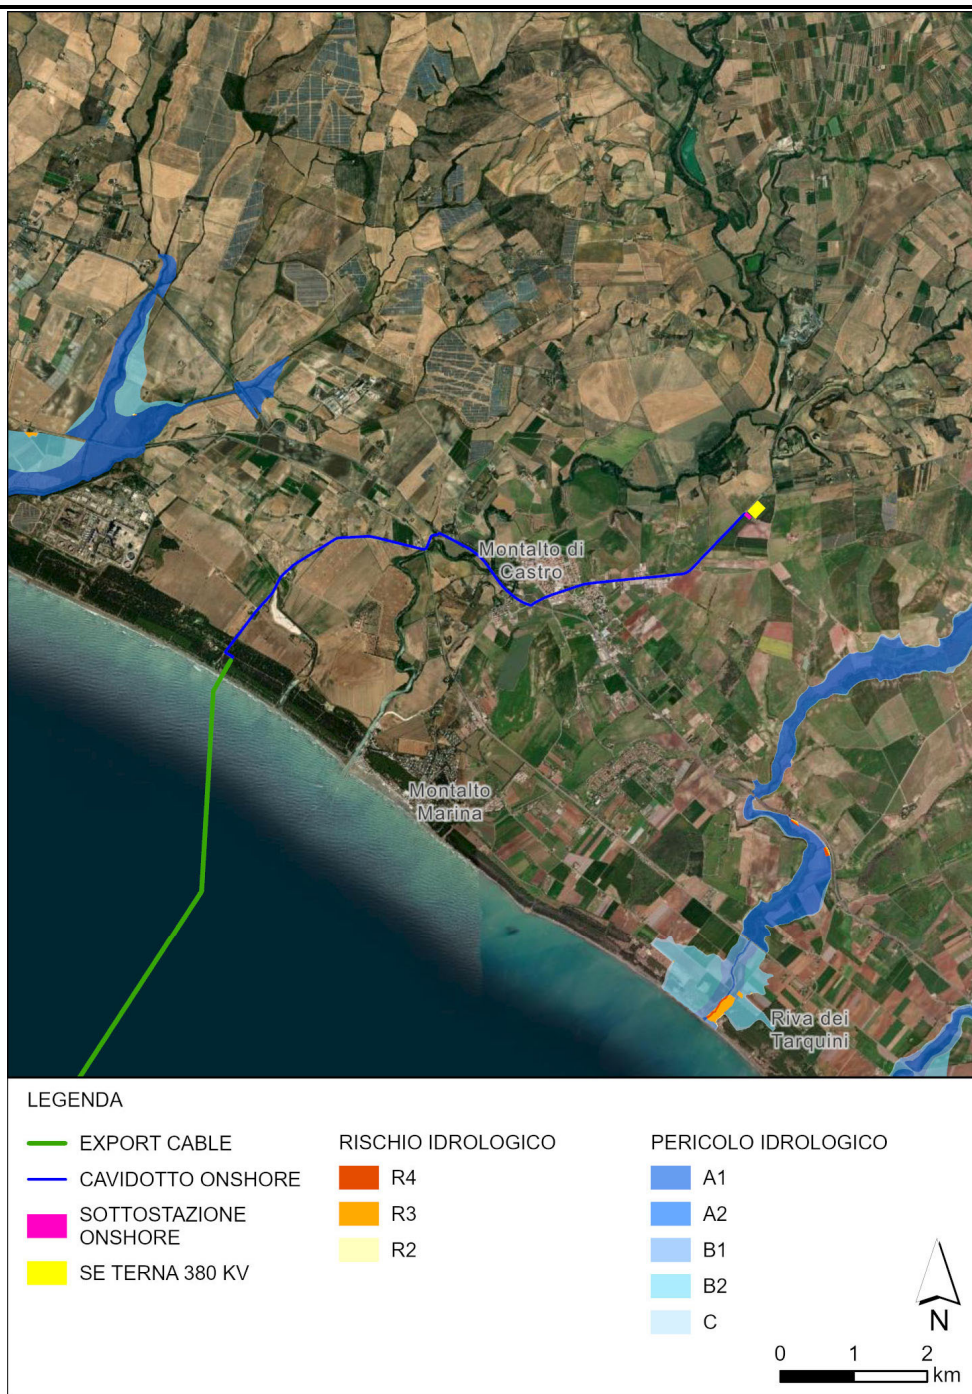 Montalto di
Castro
Montalto
Marina
Riva dei
Tarquini
LEGENDA
EXPORT CABLE
CAVIDOTTO ONSHORE
SOTTOSTAZIONE
ONSHORE
SE TERNA 380 KV
RISCHIO IDROLOGICO
R4
R3
R2
PERICOLO IDROLOGICO
A1
A2
B1
B2
C
N
0 1 2
km